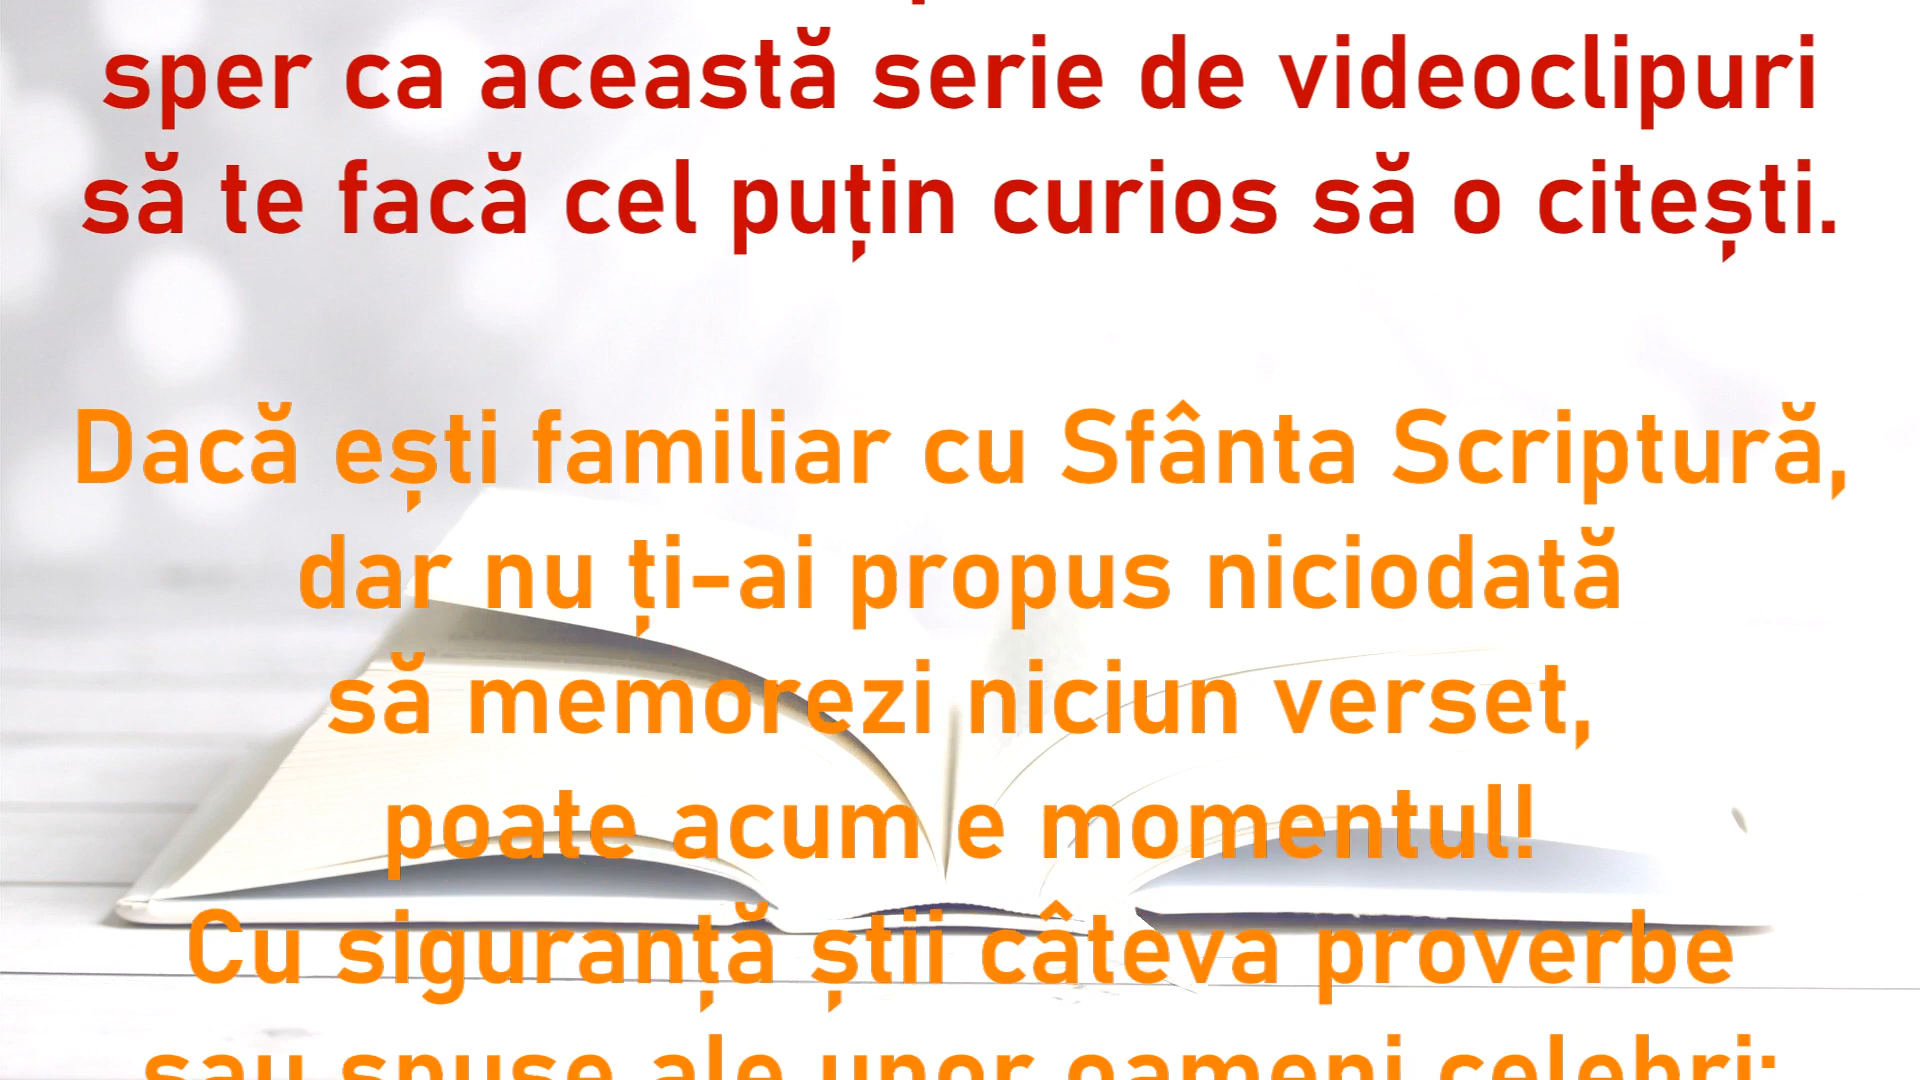 sper ca această serie de videoclipuri
să te facă cel puțin curios să o citești.
Dacă ești familiar cu Sfânta Scriptură,
dar nu ți-ai propus niciodată
să memorezi niciun verset,
poate acum e momentul!
Cu siguranță știi câteva proverbe
sau spuse ale unor oameni celebri;